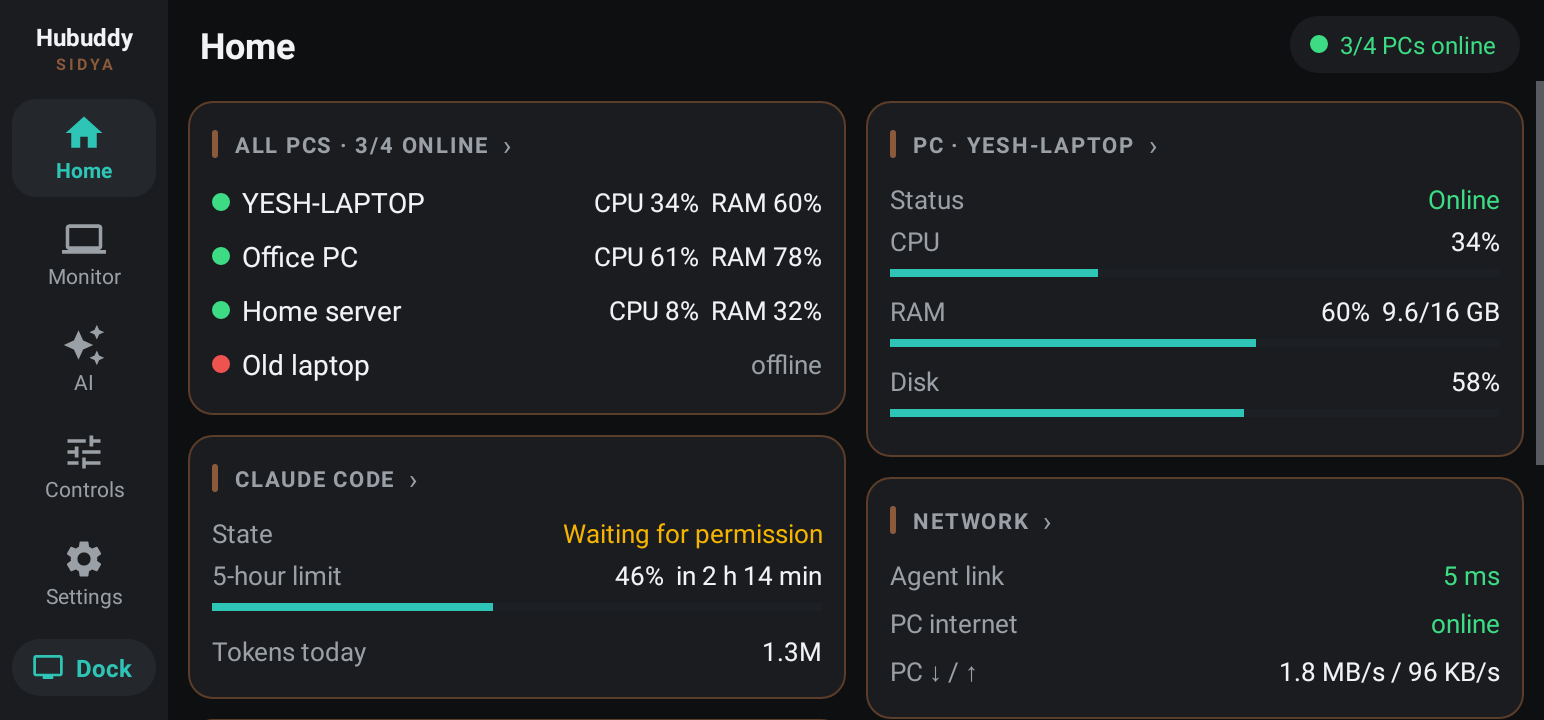 Hubuddy
SIDYA
Home
Monitor
AI
Controls
Settings
Dock
Home
3/4 PCs online
ALL PCS · 3/4 ONLINE ›
YESH-LAPTOP CPU 34% RAM 60%
Office PC CPU 61% RAM 78%
Home server CPU 8% RAM 32%
Old laptop offline
CLAUDE CODE ›
State Waiting for permission
5-hour limit 46% in 2 h 14 min
Tokens today 1.3M
PC · YESH-LAPTOP ›
Status Online
CPU 34%
RAM 60% 9.6/16 GB
Disk 58%
NETWORK ›
Agent link 5 ms
PC internet online
PC ↓ / ↑ 1.8 MB/s / 96 KB/s